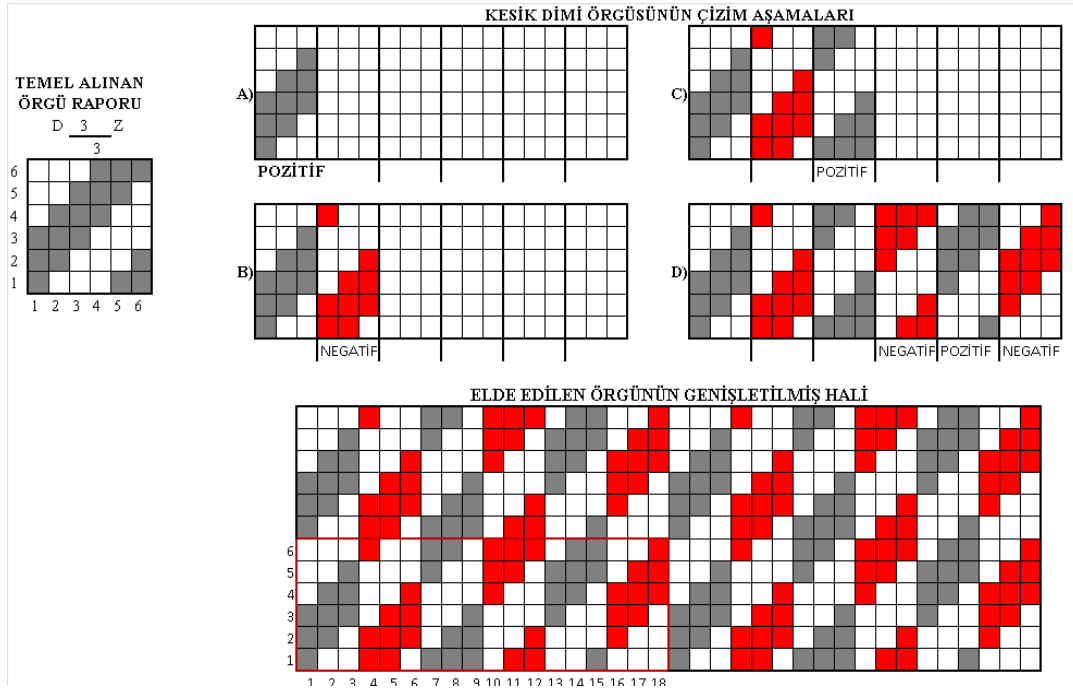 KESİK DİMİ ÖRGÜSÜNÜN ÇİZİM AŞAMALARI
TEMEL ALINAN
ÖRGÜ RAPORU
D 3 Z
3
6
5
4
3
2
1
1 2 3 4 5 6
A)
POZİTİF
B)
NEGATİF
C)
POZİTİF
D)
NEGATİF POZİTİF NEGATİF
ELDE EDİLEN ÖRGÜNÜN GENİŞLETİLMİŞ HALİ
6
5
4
3
2
1
1 2 3 4 5 6 7 8 9 10 11 12 13 14 15 16 17 18